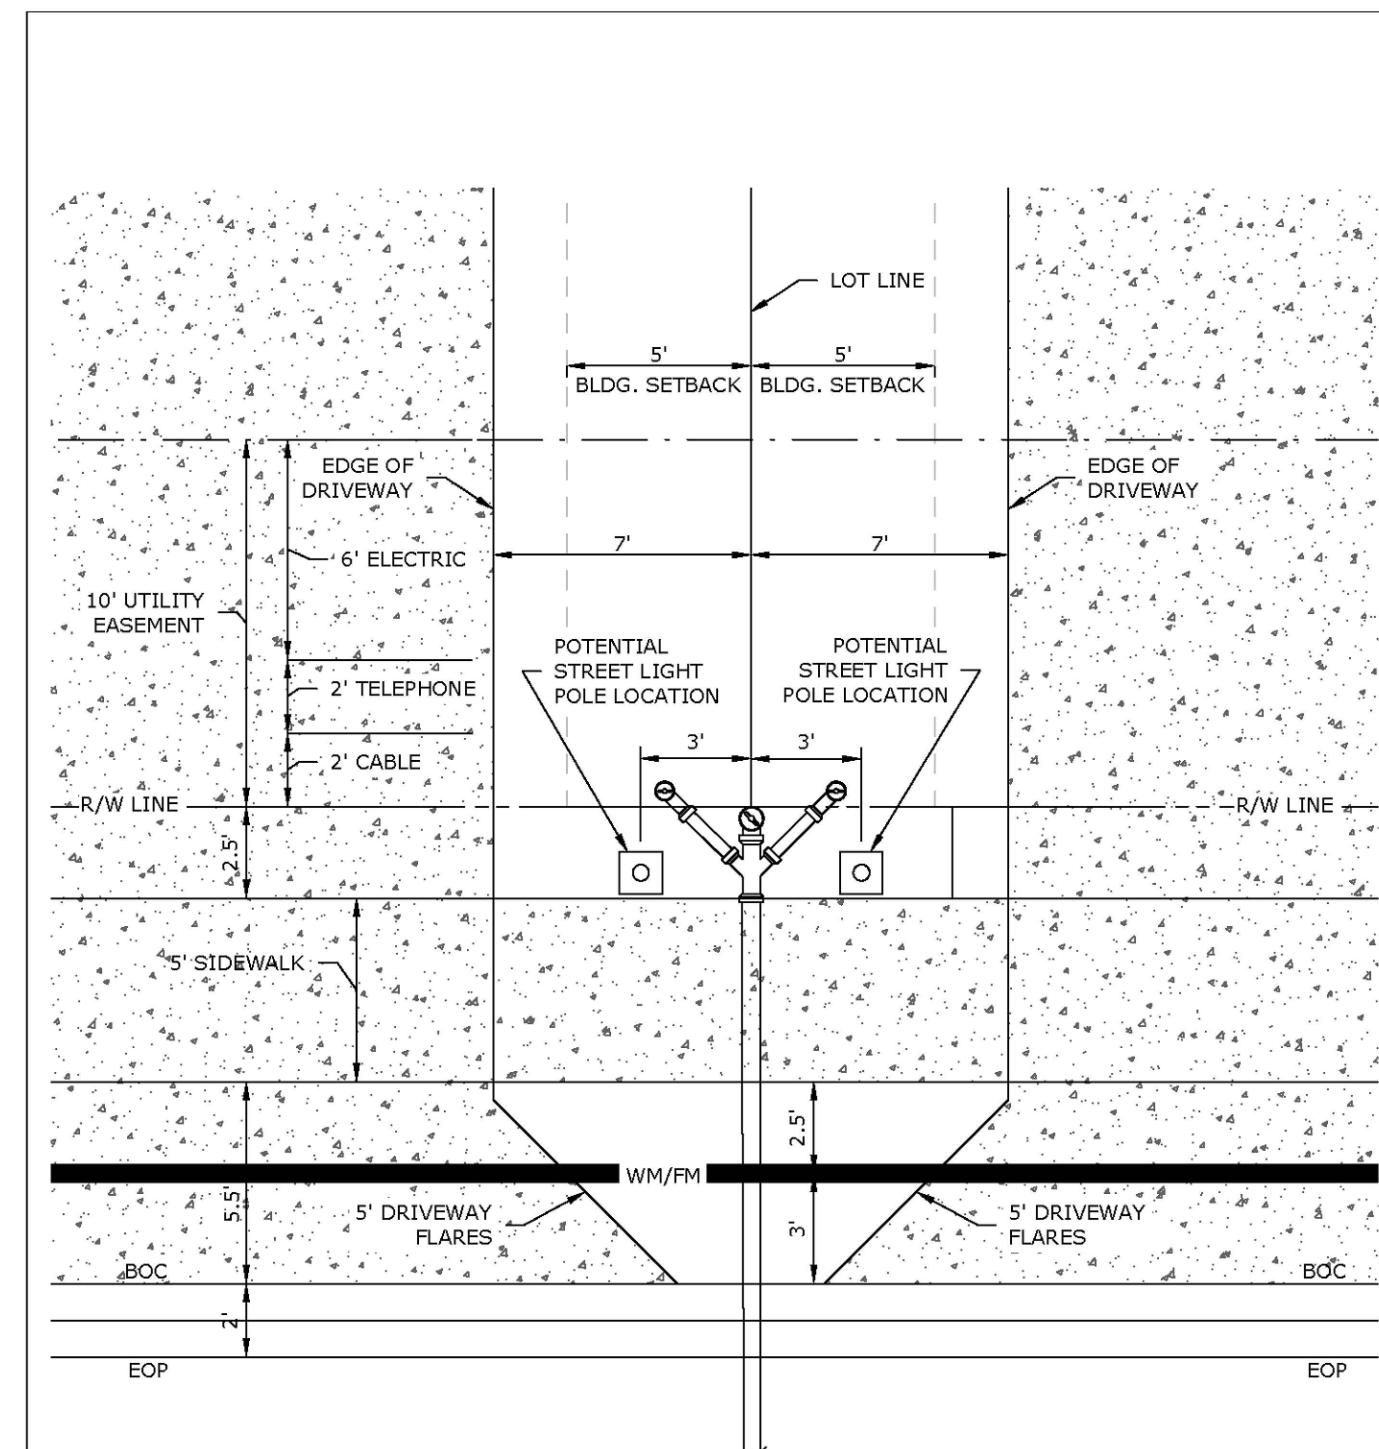 LOT LINE
5'
5'
BLDG. SETBACK
BLDG. SETBACK
EDGE OF
DRIVEWAY
EDGE OF
DRIVEWAY
7'
7'
6' ELECTRIC
10' UTILITY
EASEMENT
POTENTIAL
STREET LIGHT
POLE LOCATION
POTENTIAL
STREET LIGHT
POLE LOCATION
2' TELEPHONE
3'
3'
2' CABLE
R/W LINE
R/W LINE
2.5'
5' SIDEWALK
2.5'
WM/FM
5.5'
5' DRIVEWAY
FLARES
3'
5' DRIVEWAY
FLARES
BOC
BOC
2'
EOP
EOP